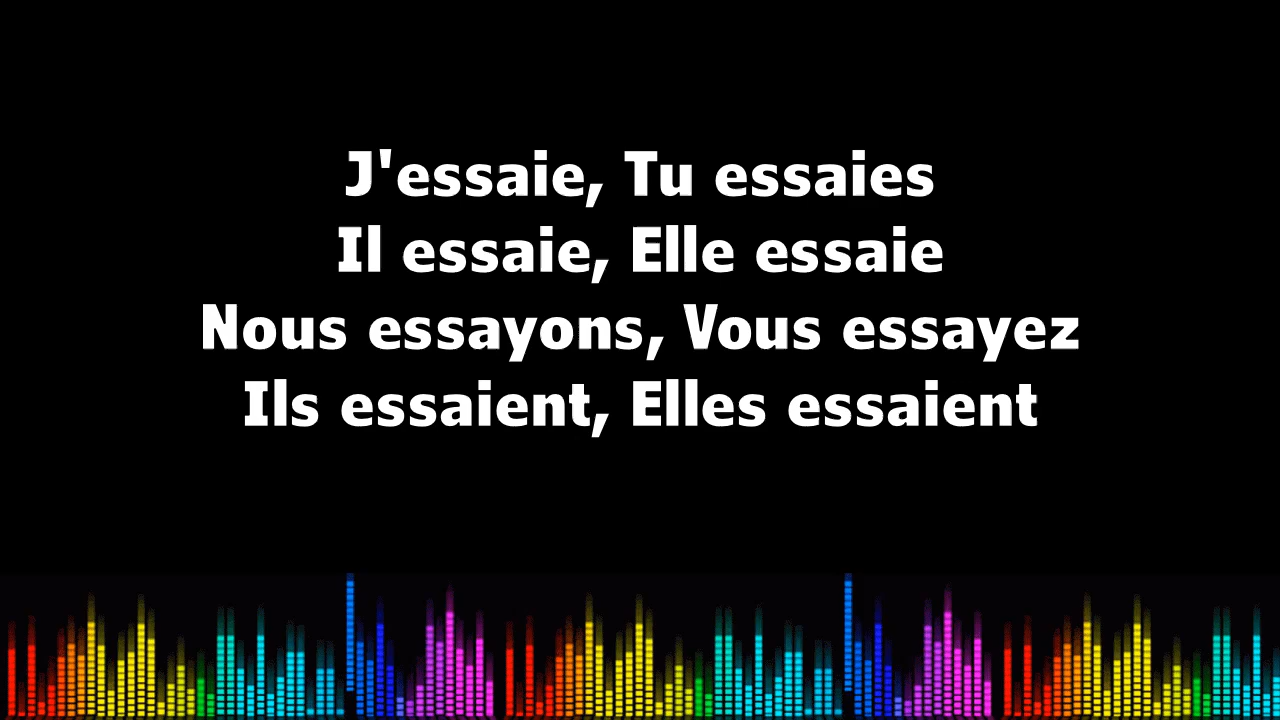 J'essaie, Tu essaies
Il essaie, Elle essaie
Nous essayons, Vous essayez
Ils essaient, Elles essaient